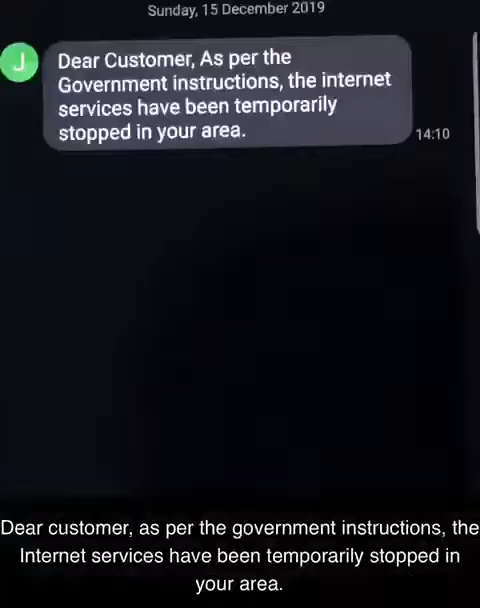 Sunday, 15 December 2019
J
Dear Customer, As per the
Government instructions, the internet
services have been temporarily
stopped in your area.
14:10
Dear customer, as per the government instructions, the
Internet services have been temporarily stopped in
your area.